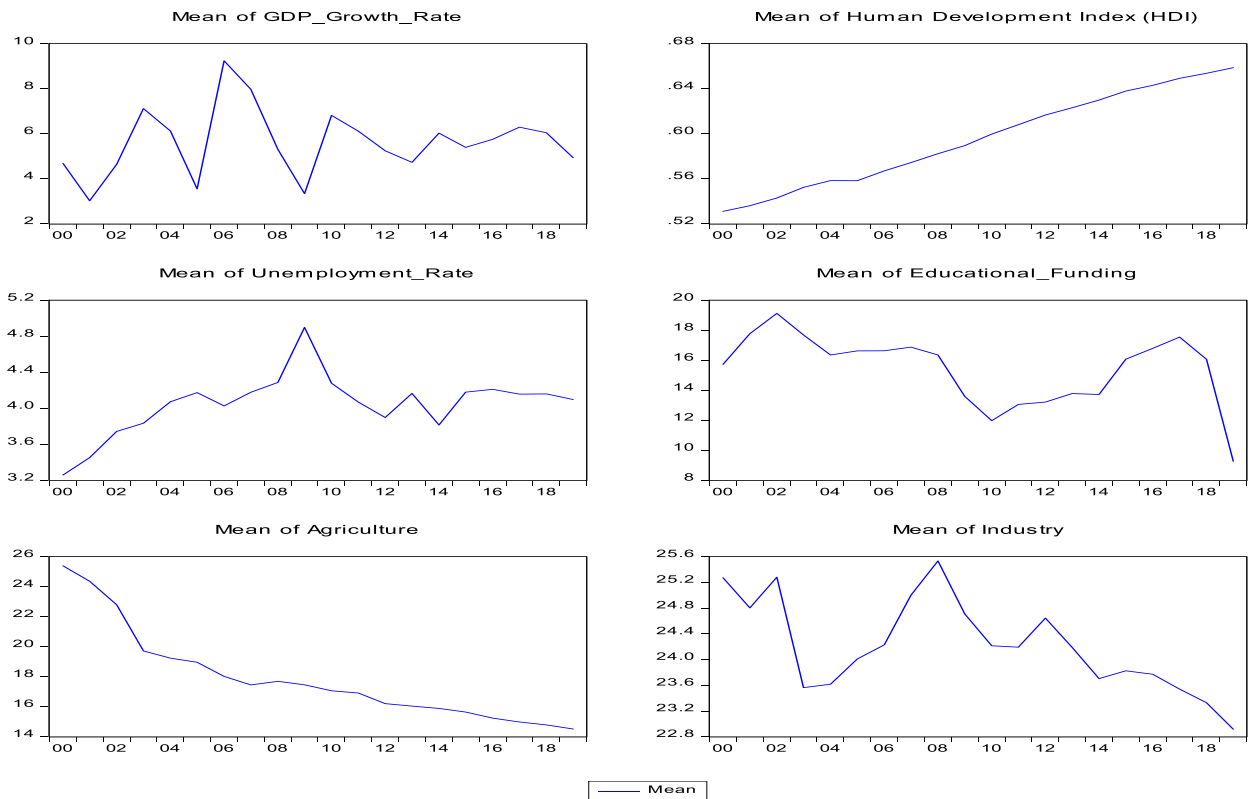 Mean of GDP_Growth_Rate
10
8
6
4
2
00 02 04 06 08 10 12 14 16 18
Mean of Human Development Index (HDI)
.68
.64
.60
.56
.52
00 02 04 06 08 10 12 14 16 18
Mean of Unemployment_Rate
5.2
4.8
4.4
4.0
3.6
3.2
00 02 04 06 08 10 12 14 16 18
Mean of Educational_Funding
20
18
16
14
12
10
8
00 02 04 06 08 10 12 14 16 18
Mean of Agriculture
26
24
22
20
18
16
14
00 02 04 06 08 10 12 14 16 18
Mean of Industry
25.6
25.2
24.8
24.4
24.0
23.6
23.2
22.8
00 02 04 06 08 10 12 14 16 18
Mean